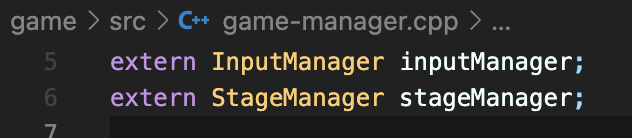 game > src > C++ game-manager.cpp > ...
5 extern InputManager inputManager;
6 extern StageManager stageManager;
7